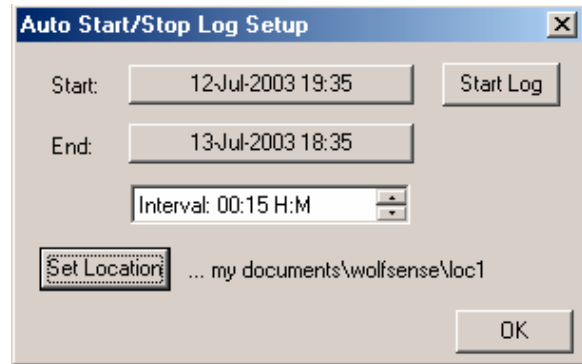 Auto Start/Stop Log Setup
Start: 12-Jul-2003 19:35 Start Log
End: 13-Jul-2003 18:35
Interval: 00:15 H:M
Set Location ... my documents\wolfsense\loc1
OK